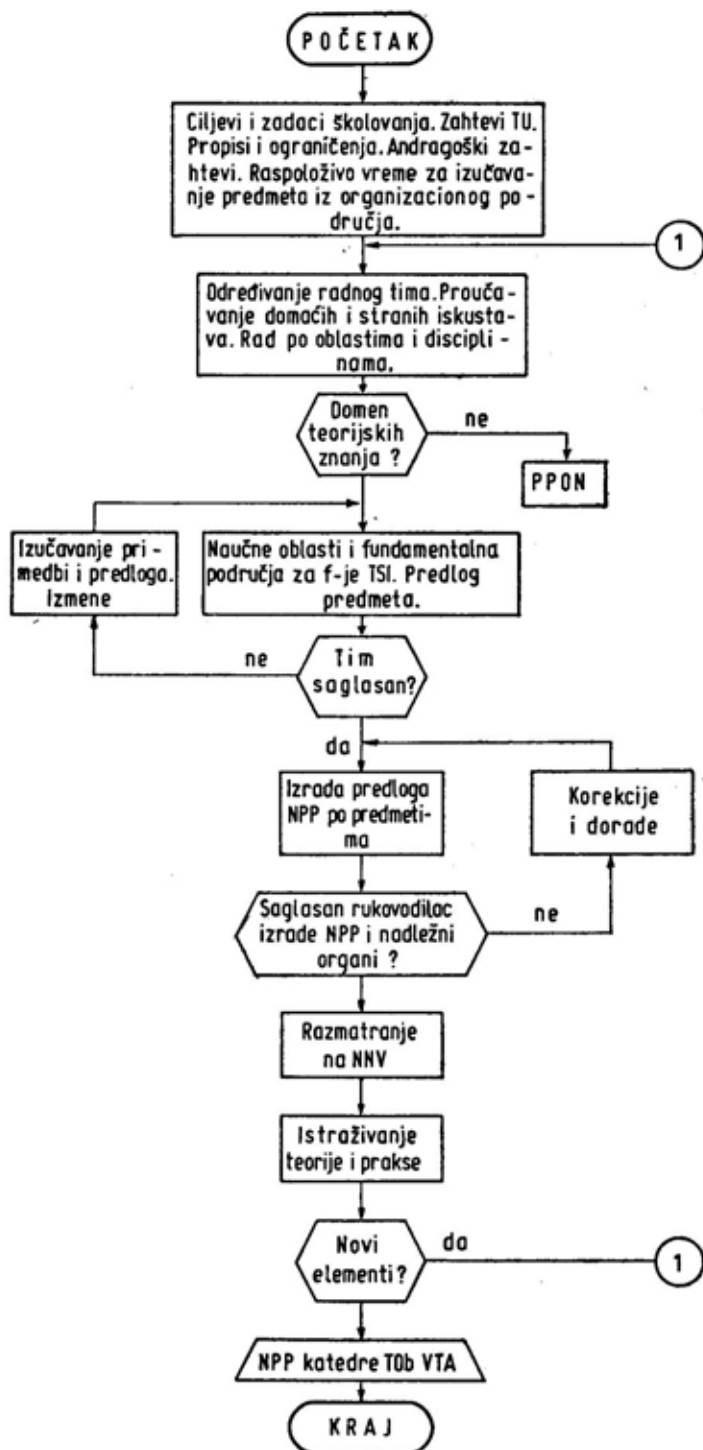 POČETAK
Ciljevi i zadaci školovanja. Zahtevi TU.
Propisi i ograničenja. Andragoški za-
htevi. Raspoloživo vreme za izučava-
nje predmeta iz organizacionog po-
dručja.
1
Određivanje radnog tima. Prouča-
vanje domaćih i stranih iskusta-
va. Rad po oblastima i discipli-
nama.
Domen
teorijskih
znanja ?
ne
PPON
Izučavanje pri-
medbi i predloga.
Izmene
Naučne oblasti i fundamentalna
područja za f-je TSI. Predlog
predmeta.
ne
Tim
saglasan?
da
Izrada predloga
NPP po predmeti-
ma
Korekcije
i dorade
Saglasan rukovodilac
izrade NPP i nadležni
organi ?
ne
Razmatranje
na NNV
Istraživanje
teorije i prakse
Novi
elementi?
da
1
NPP katedre TOb VTA
KRAJ